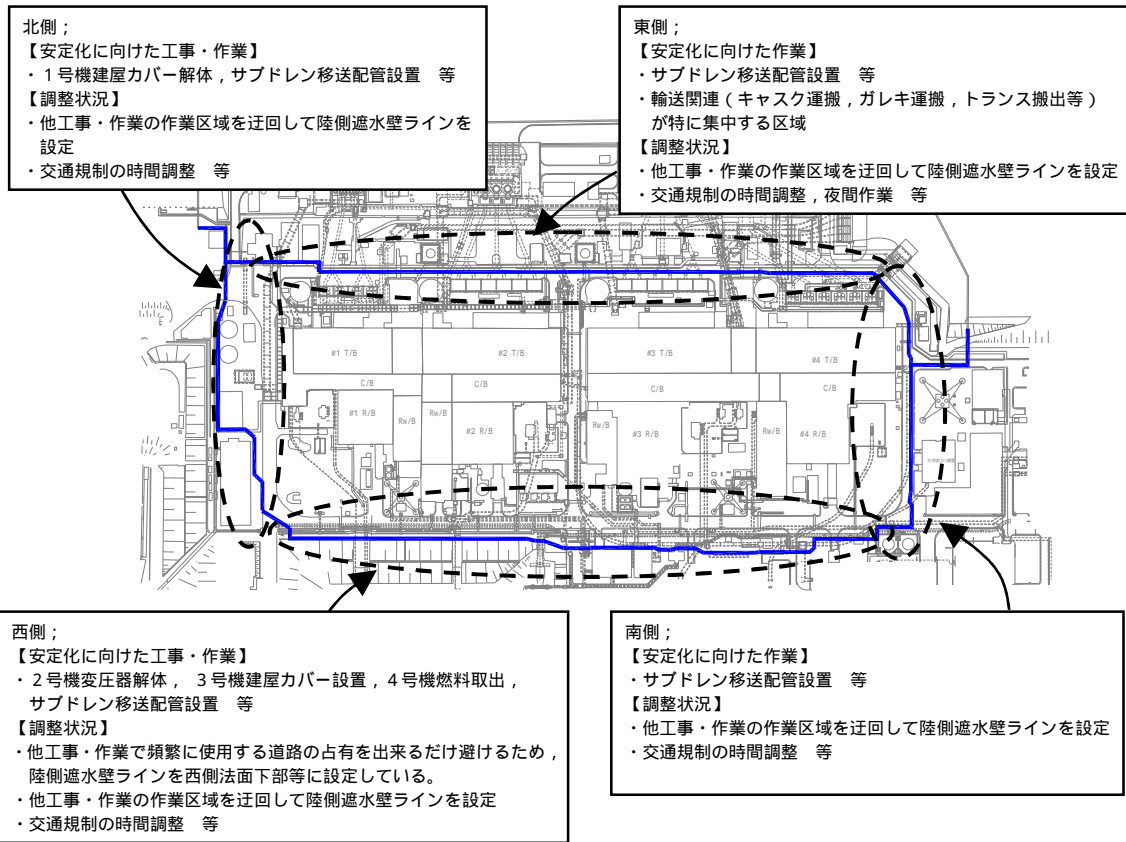 北側；
【安定化に向けた工事・作業】
・１号機建屋カバー解体，サブドレン移送配管設置　等
【調整状況】
・他工事・作業の作業区域を迂回して陸側遮水壁ラインを
設定
・交通規制の時間調整　等
東側；
【安定化に向けた作業】
・サブドレン移送配管設置　等
・輸送関連（キャスク運搬，ガレキ運搬，トランス搬出等）
が特に集中する区域
【調整状況】
・他工事・作業の作業区域を迂回して陸側遮水壁ラインを設定
・交通規制の時間調整，夜間作業　等
#1 T/B
#2 T/B
#3 T/B
#4 T/B
C/B
C/B
C/B
C/B
#1 R/B
Rw/B
Rw/B
#2 R/B
Rw/B
#3 R/B
Rw/B
#4 R/B
西側；
【安定化に向けた工事・作業】
・２号機変圧器解体，３号機建屋カバー設置，４号機燃料取出，
サブドレン移送配管設置　等
【調整状況】
・他工事・作業で頻繁に使用する道路の占有を出来るだけ避けるため，
陸側遮水壁ラインを西側法面下部等に設定している。
・他工事・作業の作業区域を迂回して陸側遮水壁ラインを設定
・交通規制の時間調整　等
南側；
【安定化に向けた作業】
・サブドレン移送配管設置　等
【調整状況】
・他工事・作業の作業区域を迂回して陸側遮水壁ラインを設定
・交通規制の時間調整　等